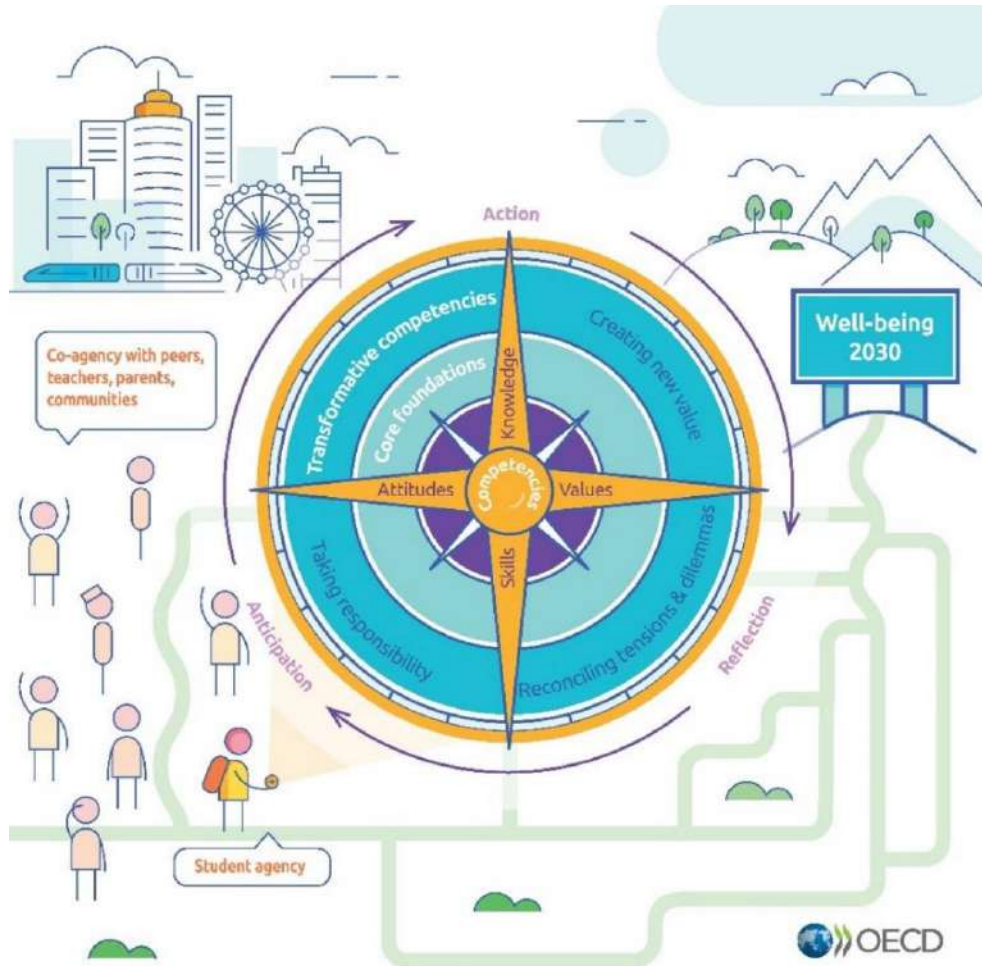 Action
Well-being
2030
Co-agency with peers,
teachers, parents,
communities
Transformative competencies
Creating new value
Core foundations
Knowledge
Attitudes
Competencies
Values
Skills
Taking responsibility
Reconciling tensions & dilemmas
Anticipation
Reflection
Student agency
OECD